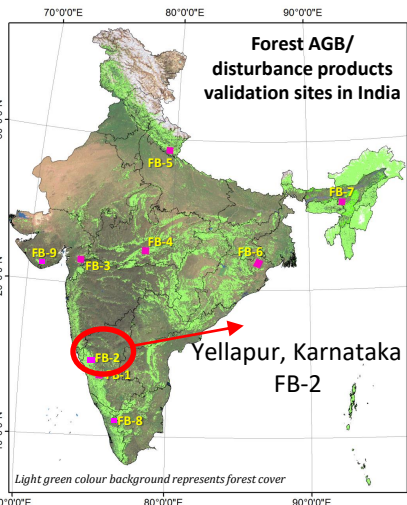 70°0'0"E 80°0'0"E 90°0'0"E
Forest AGB/
disturbance products
validation sites in India
FB-5
FB-7
FB-4
FB-9
FB-6
FB-3
FB-2
Yellapur, Karnataka
FB-2
FB-8
Light green colour background represents forest cover
80°0'0"E 90°0'0"E